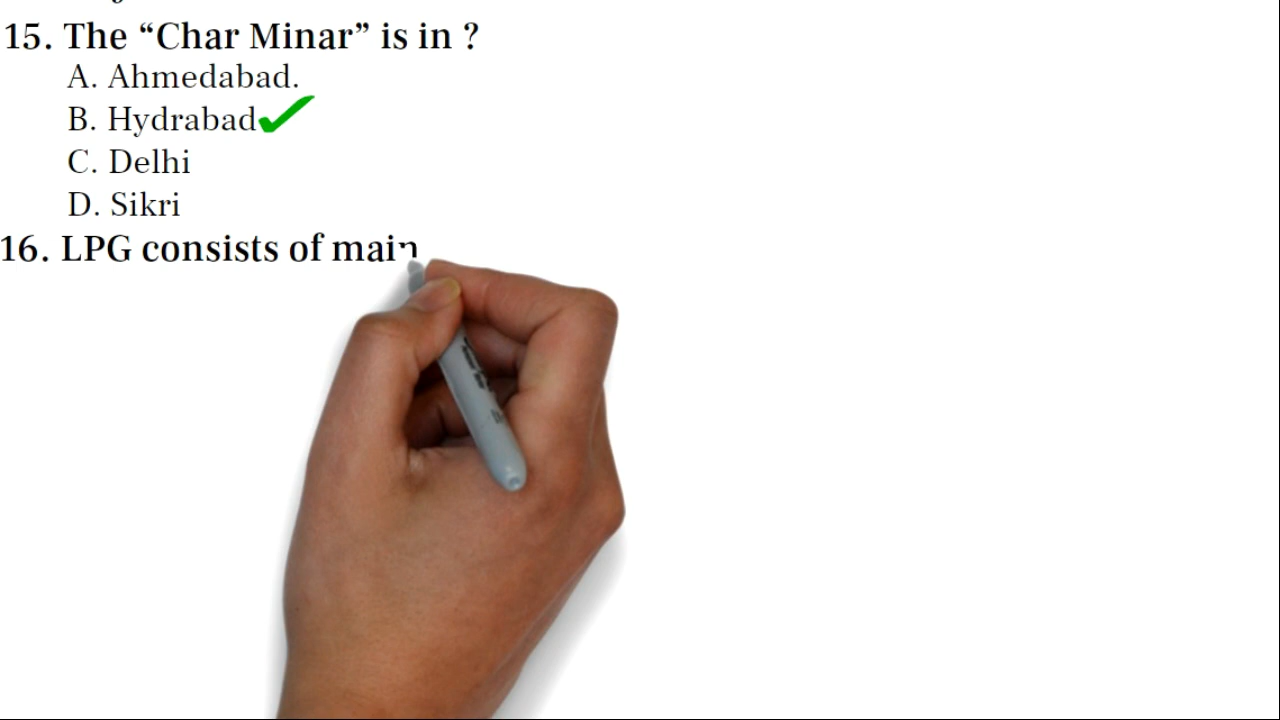 15. The “Char Minar” is in ?
A. Ahmedabad.
B. Hydrabad
C. Delhi
D. Sikri
16. LPG consists of main